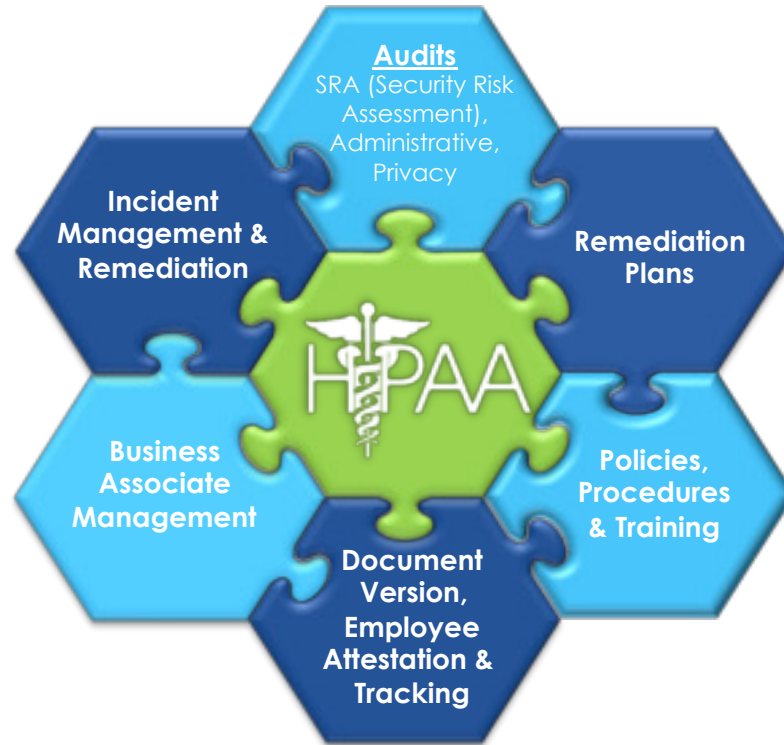 Audits
SRA (Security Risk
Assessment),
Administrative,
Privacy
Remediation
Plans
Policies,
Procedures
& Training
Document
Version,
Employee
Attestation &
Tracking
Business
Associate
Management
Incident
Management &
Remediation
HIPAA